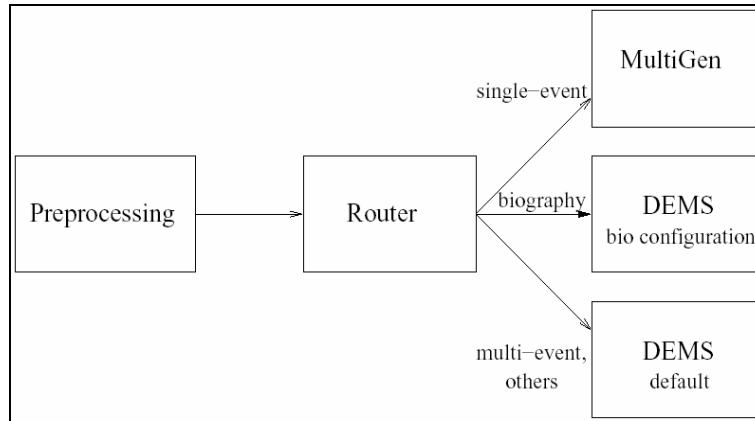 MultiGen
single−event
Preprocessing
Router
biography
DEMS
bio configuration
multi−event,
others
DEMS
default